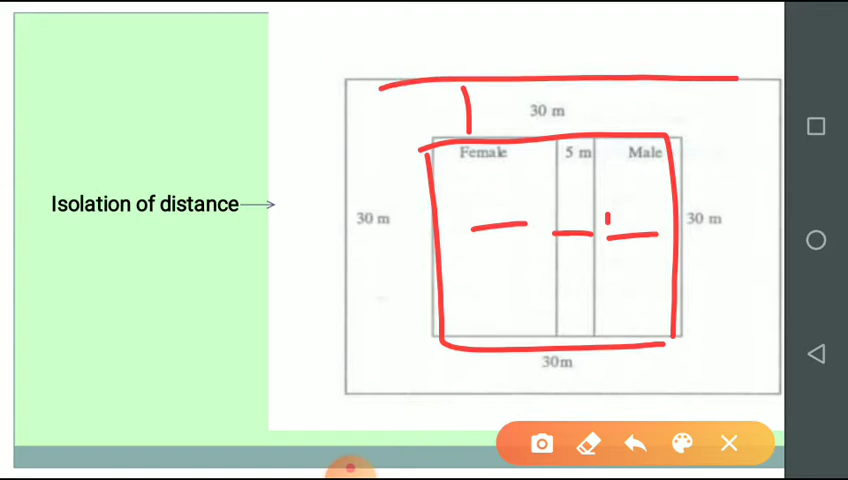 30 m
Female 5 m Male
Isolation of distance
30 m 30 m
30m